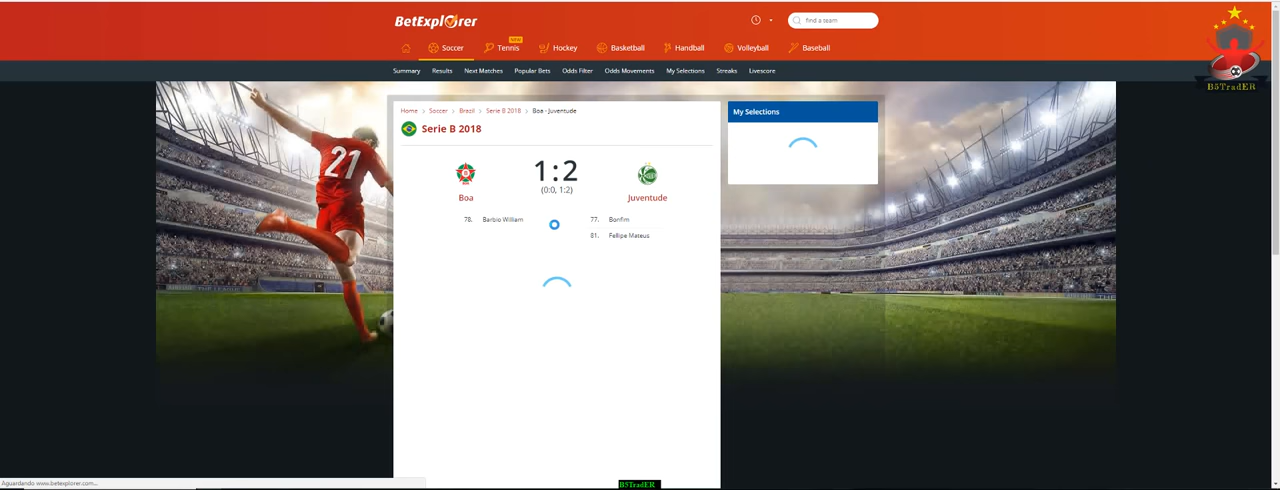 BetExplorer
find a team
NEW
Soccer Tennis Hockey Basketball Handball Volleyball Baseball
B5TradER
Summary Results Next Matches Popular Bets Odds Filter Odds Movements My Selections Streaks Livescore
Home > Soccer > Brazil > Serie B 2018 > Boa - Juventude
My Selections
Serie B 2018
21
1:2
(0:0, 1:2)
Boa Juventude
78. Barbio William 77. Bonfim
81. Fellipe Mateus
Aguardando www.betexplorer.com...
B5TradER